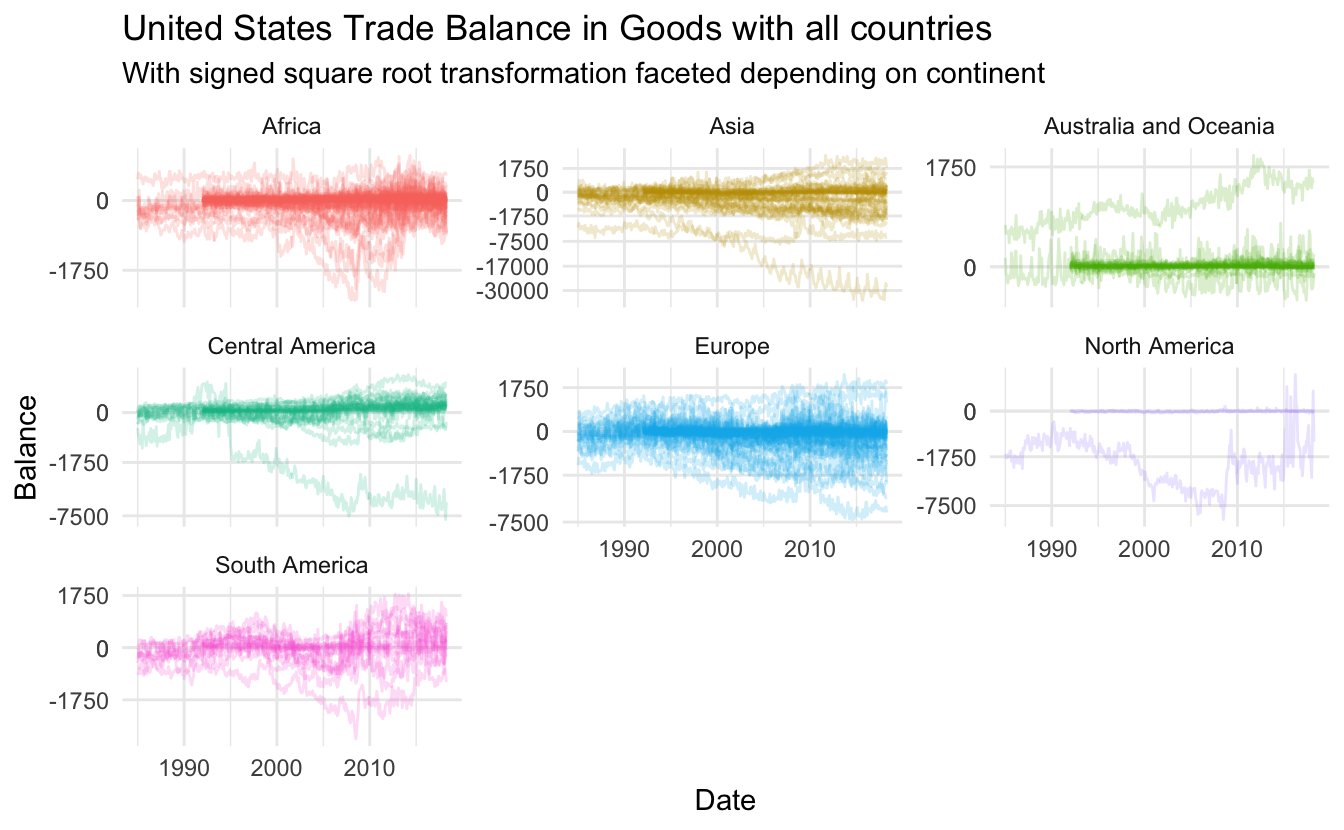 United States Trade Balance in Goods with all countries
With signed square root transformation faceted depending on continent
Africa
0
-1750
Asia
1750
0
-1750
-7500
-17000
-30000
Australia and Oceania
1750
0
Central America
0
-1750
-7500
Europe
1750
0
-1750
-7500
1990 2000 2010
North America
0
-1750
-7500
1990 2000 2010
South America
1750
0
-1750
1990 2000 2010
Balance
Date